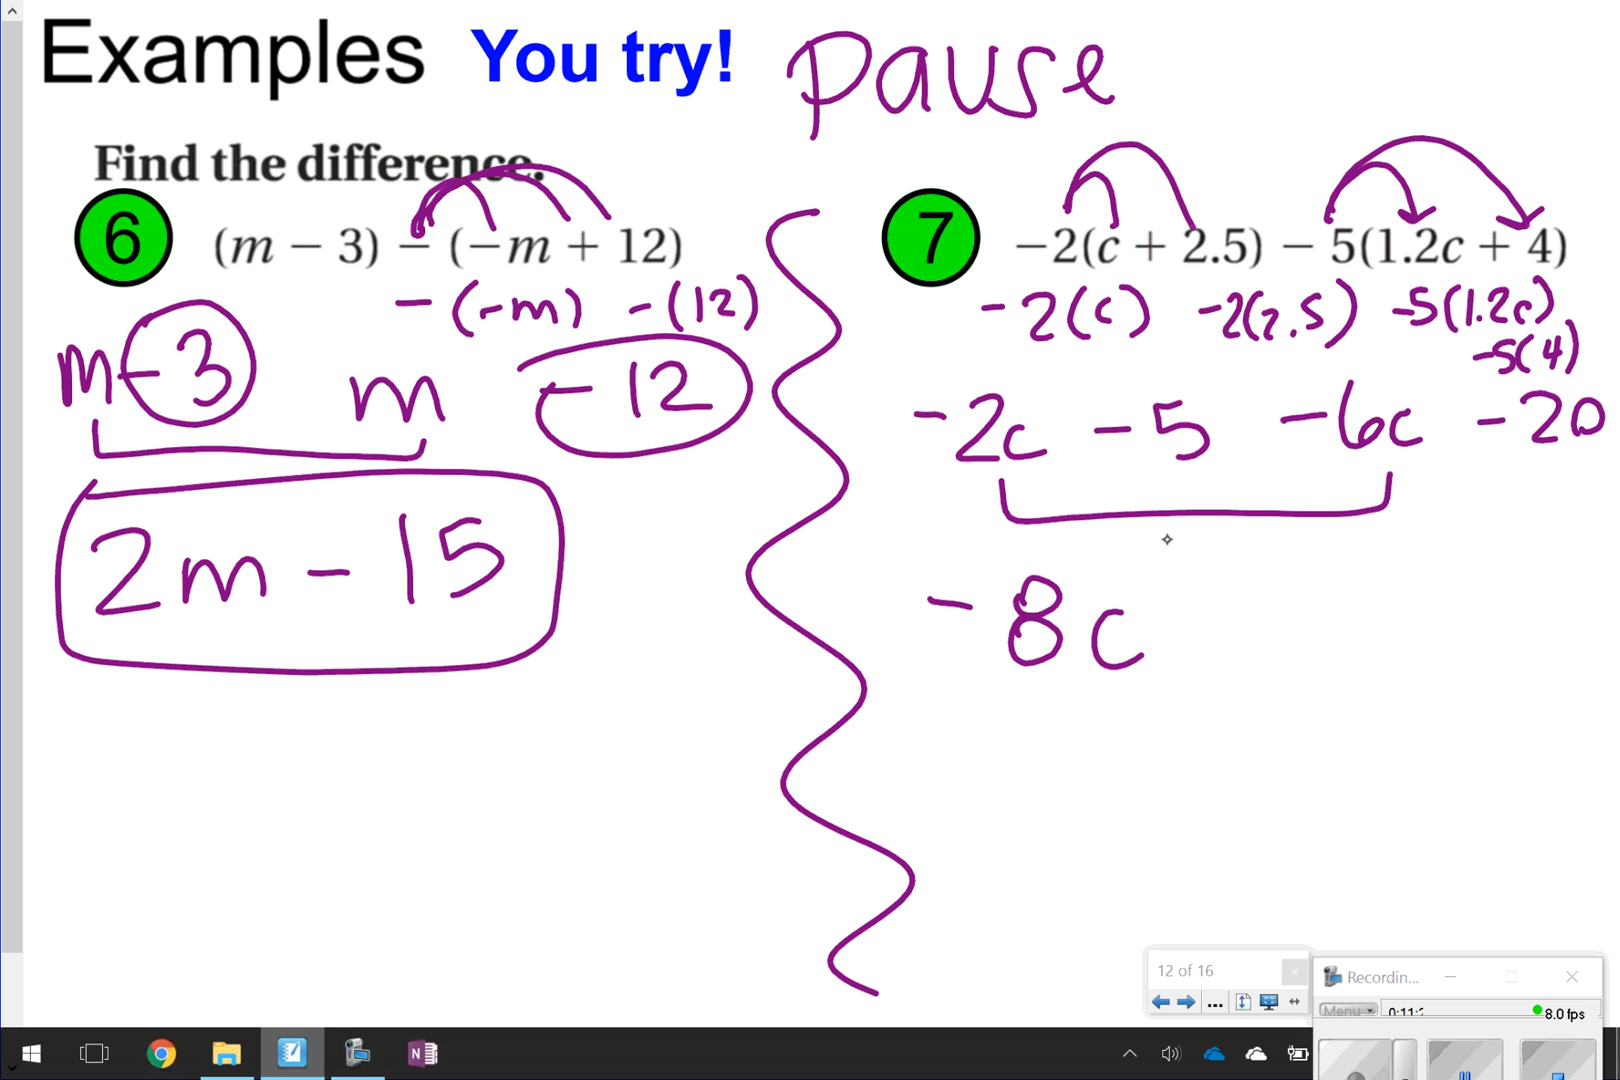 Examples You try! pause
Find the difference.
6 (m − 3) − (−m + 12)
-(-m) -(12)
m-3 m -12
2m - 15
7 −2(c + 2.5) − 5(1.2c + 4)
-2(c) -2(2.5) -5(1.2c)
-5(4)
-2c -5 -6c -20
-8c
12 of 16
Recordin...
Menu
8.0 fps